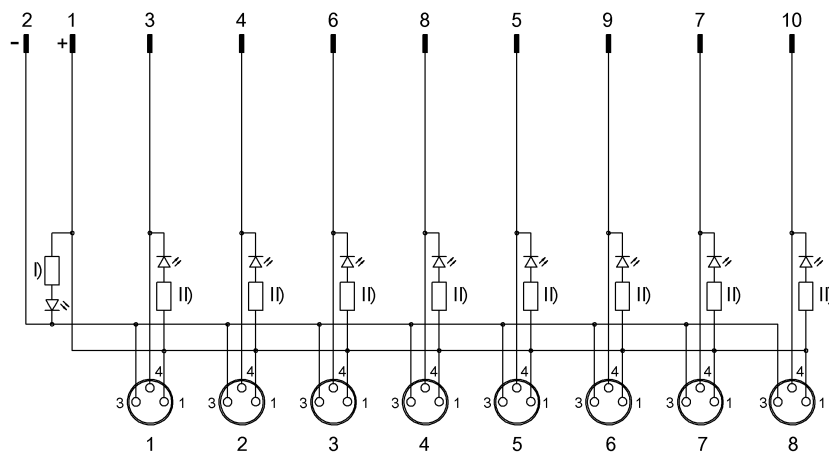 2 1 3 4 6 8 5 9 7 10
- +
I) II) II) II) II) II) II) II) II)
4 4 4 4 4 4 4 4
3 1 3 1 3 1 3 1 3 1 3 1 3 1 3 1
1 2 3 4 5 6 7 8